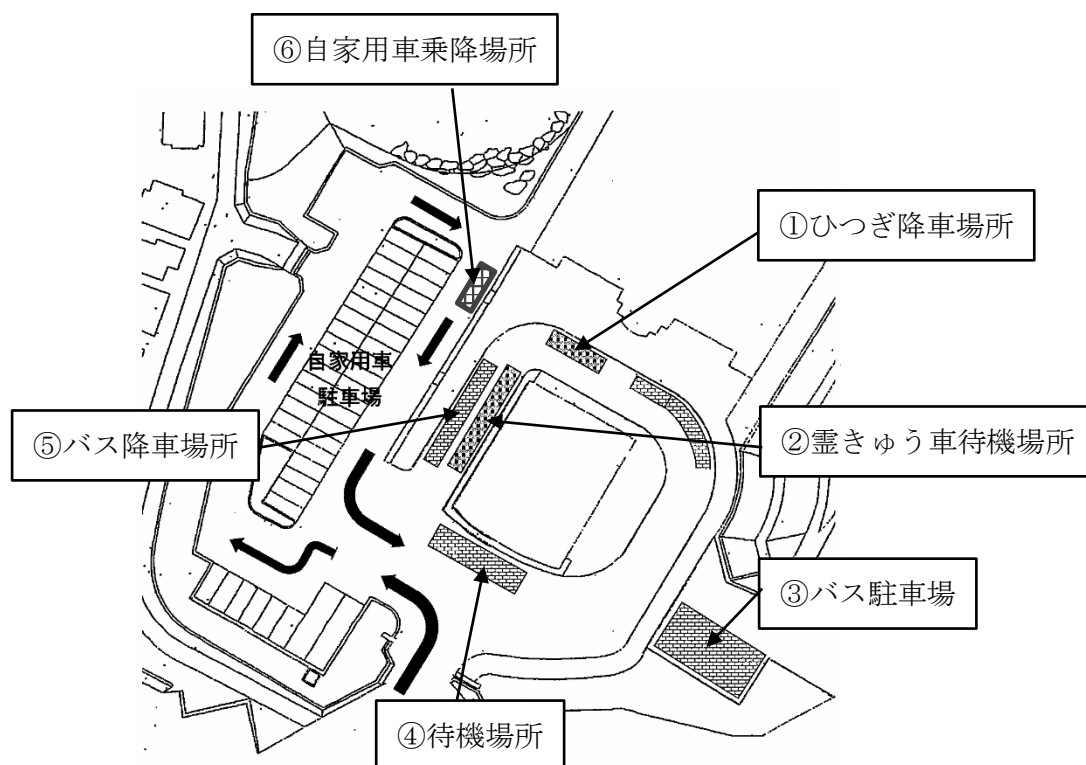 ⑥自家用車乗降場所
①ひつぎ降車場所
自家用車
駐車場
⑤バス降車場所
②霊きゅう車待機場所
③バス駐車場
④待機場所